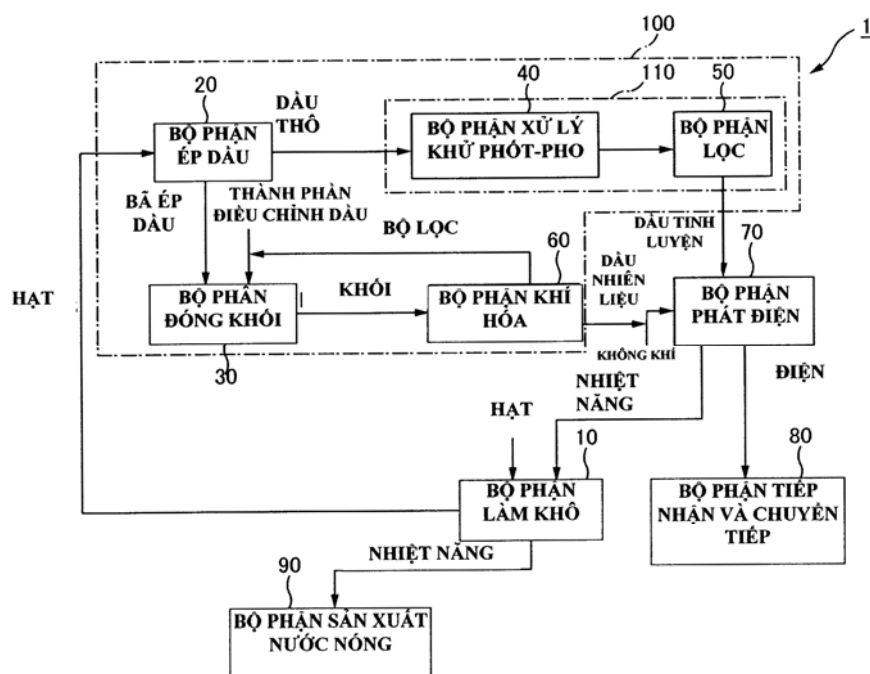 100
1
20
40
110
50
DẦU
THÔ
BỘ PHẬN
ÉP DẦU
BỘ PHẬN XỬ LÝ
KHỬ PHỐT-PHO
BỘ PHẬN
LỌC
BÃ ÉP
DẦU
THÀNH PHẦN
ĐIỀU CHỈNH DẦU
BỘ LỌC
DẦU TINH
LUYỆN
60
70
DẦU
NHIÊN
LIỆU
HẠT
BỘ PHẬN
ĐÓNG KHỐI
KHỐI
BỘ PHẬN KHÍ
HÓA
BỘ PHẬN
PHÁT ĐIỆN
30
KHÔNG KHÍ
NHIỆT
NĂNG
ĐIỆN
HẠT
10
80
BỘ PHẬN
LÀM KHÔ
BỘ PHẬN TIẾP
NHẬN VÀ CHUYỂN
TIẾP
NHIỆT NĂNG
90
BỘ PHẬN SẢN XUẤT
NƯỚC NÓNG